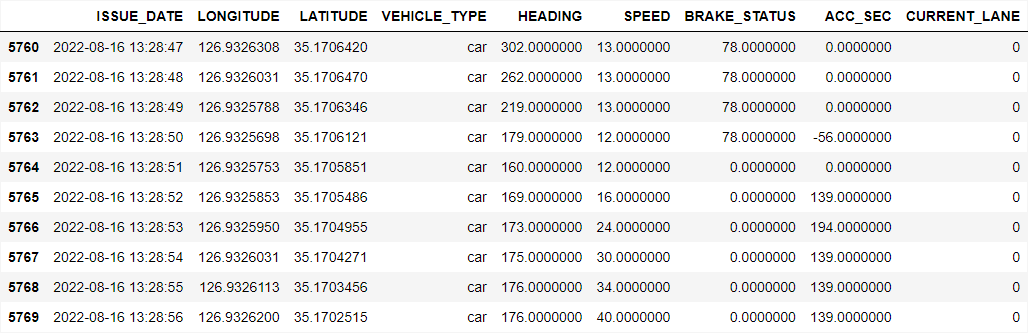 ISSUE_DATE LONGITUDE LATITUDE VEHICLE_TYPE HEADING SPEED BRAKE_STATUS ACC_SEC CURRENT_LANE
5760 2022-08-16 13:28:47 126.9326308 35.1706420 car 302.0000000 13.0000000 78.0000000 0.0000000 0
5761 2022-08-16 13:28:48 126.9326031 35.1706470 car 262.0000000 13.0000000 78.0000000 0.0000000 0
5762 2022-08-16 13:28:49 126.9325788 35.1706346 car 219.0000000 13.0000000 78.0000000 0.0000000 0
5763 2022-08-16 13:28:50 126.9325698 35.1706121 car 179.0000000 12.0000000 78.0000000 -56.0000000 0
5764 2022-08-16 13:28:51 126.9325753 35.1705851 car 160.0000000 12.0000000 0.0000000 0.0000000 0
5765 2022-08-16 13:28:52 126.9325853 35.1705486 car 169.0000000 16.0000000 0.0000000 139.0000000 0
5766 2022-08-16 13:28:53 126.9325950 35.1704955 car 173.0000000 24.0000000 0.0000000 194.0000000 0
5767 2022-08-16 13:28:54 126.9326031 35.1704271 car 175.0000000 30.0000000 0.0000000 139.0000000 0
5768 2022-08-16 13:28:55 126.9326113 35.1703456 car 176.0000000 34.0000000 0.0000000 139.0000000 0
5769 2022-08-16 13:28:56 126.9326200 35.1702515 car 176.0000000 40.0000000 0.0000000 139.0000000 0